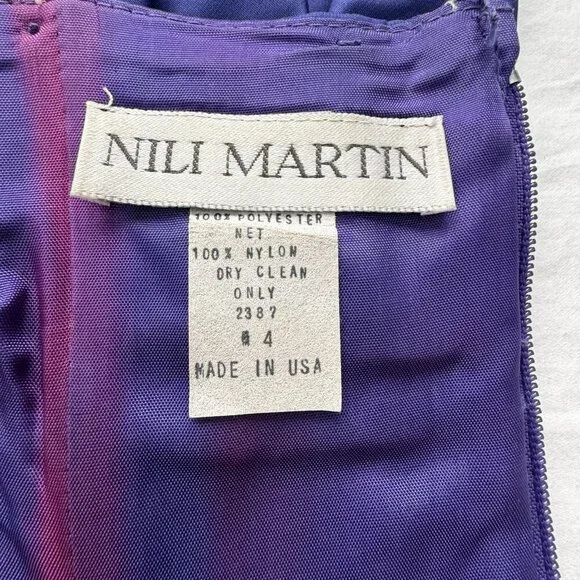 NILI MARTIN
100% POLYESTER
NET
100% NYLON
DRY CLEAN
ONLY
2387
4
MADE IN USA